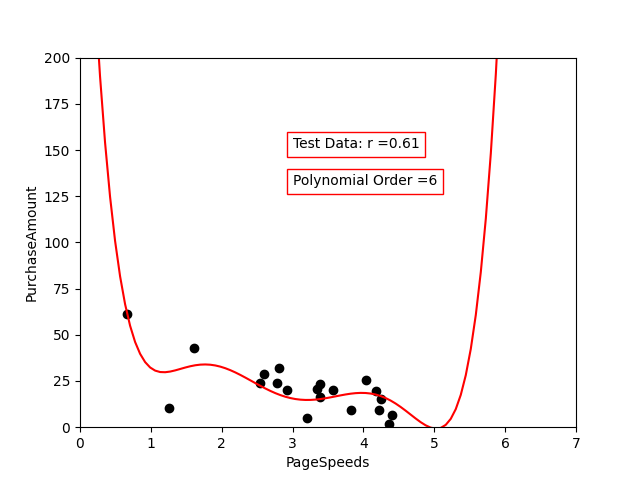 200
175
150
125
100
75
50
25
0
PurchaseAmount
Test Data: r =0.61
Polynomial Order =6
0 1 2 3 4 5 6 7
PageSpeeds